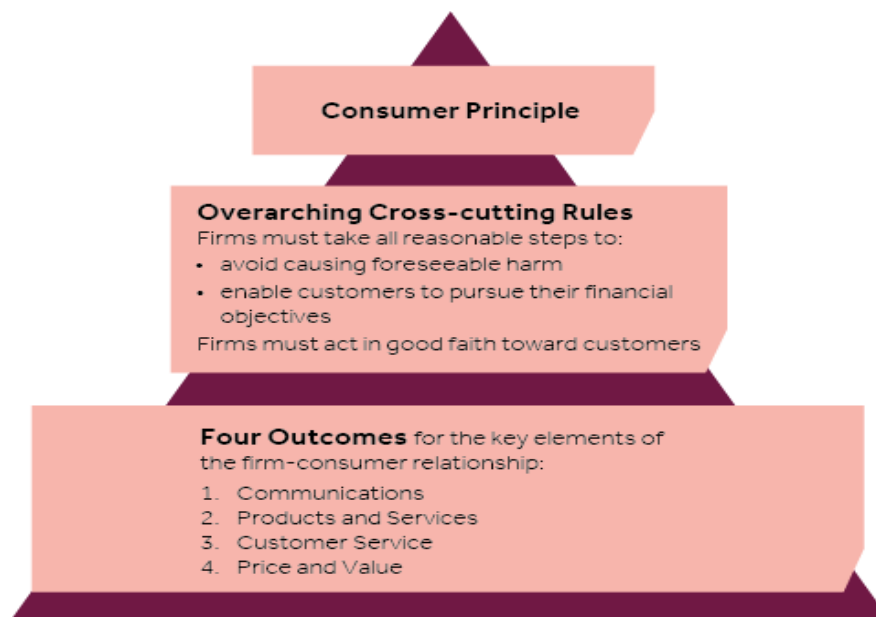 Consumer Principle
Overarching Cross-cutting Rules
Firms must take all reasonable steps to:
• avoid causing foreseeable harm
• enable customers to pursue their financial
objectives
Firms must act in good faith toward customers
Four Outcomes for the key elements of
the firm-consumer relationship:
1. Communications
2. Products and Services
3. Customer Service
4. Price and Value